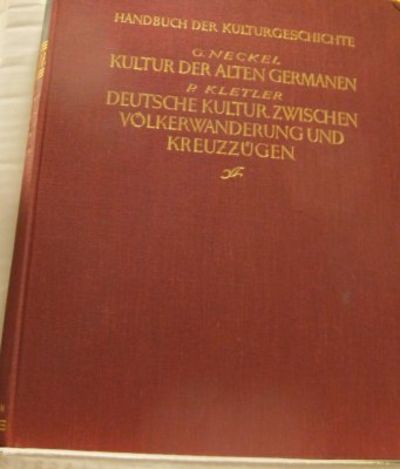 HANDBUCH DER KULTURGESCHICHTE
G. NECKEL
KULTUR DER ALTEN GERMANEN
P. KLETLER
DEUTSCHE KULTUR ZWISCHEN
VÖLKERWANDERUNG UND
KREUZZÜGEN